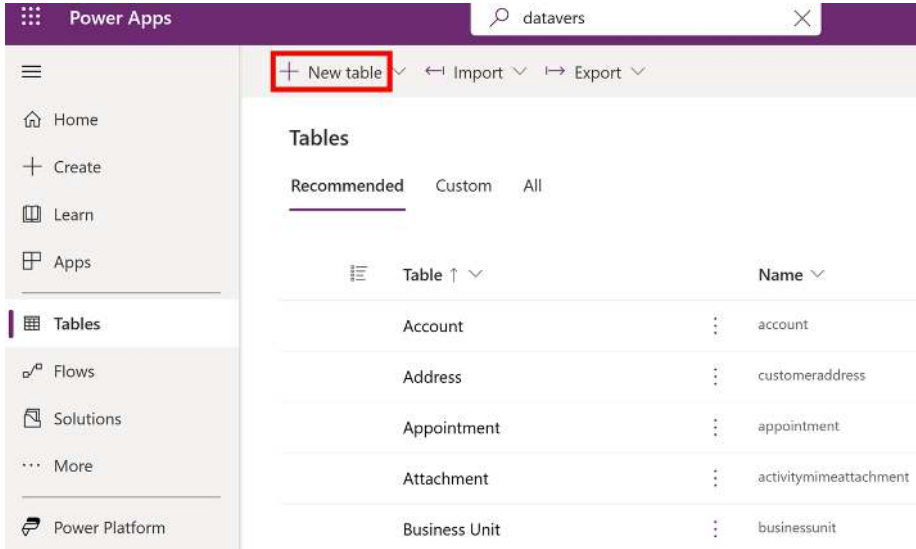 Power Apps
datavers
New table
Import
Export
Home
Create
Learn
Apps
Tables
Flows
Solutions
More
Power Platform
Tables
Recommended Custom All
Table Name
Account account
Address customeraddress
Appointment appointment
Attachment activitymimeattachment
Business Unit businessunit